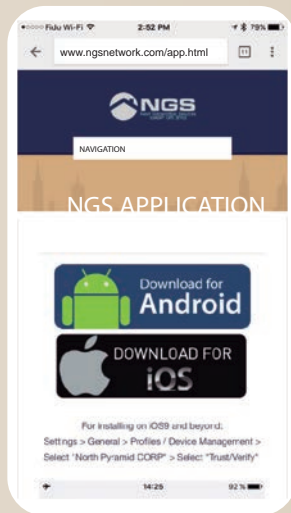 Fidu Wi-Fi 2:52 PM 79%
www.ngsnetwork.com/app.html
NGS
NAVIGATION
NGS APPLICATION
Download for
Android
DOWNLOAD FOR
iOS
For installing on iOS9 and beyond:
Settings > General > Profiles / Device Management >
Select "North Pyramid CORP" > Select "Trust/Verify"
14:25 92%